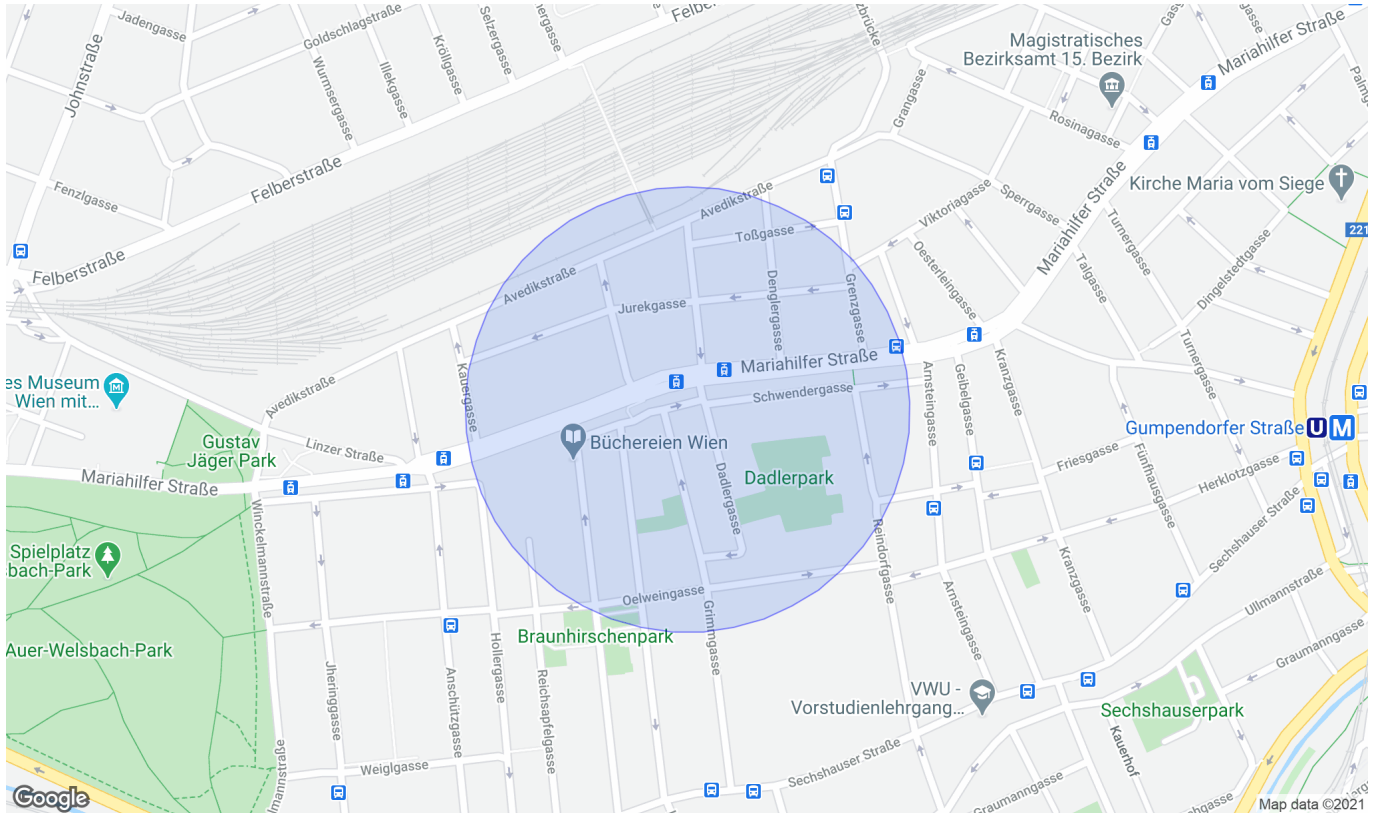 Jadengasse
Goldschlagstraße
Selzergasse
Felberstraße
Kröllgasse
Illekgasse
Wurmsergasse
Johnstraße
Magistratisches
Bezirksamt 15. Bezirk
Mariahilfer Straße
Grangasse
Rosinagasse
Fenzlgasse
Felberstraße
Avedikstraße
Viktoriagasse
Sperrgasse
Kirche Maria vom Siege
Toßgasse
Mariahilfer Straße
Turnergasse
221
Felberstraße
Avedikstraße
Oesterleingasse
Talgasse
Dingelstedtgasse
Jurekgasse
Denglergasse
Grenzgasse
Turnergasse
Mariahilfer Straße
es Museum
Wien mit...
Avedikstraße
Kauergasse
Schwendergasse
Arnsteingasse
Geibelgasse
Kranzgasse
Gustav
Jäger Park
Linzer Straße
Büchereien Wien
Gumpendorfer Straße
U
M
Mariahilfer Straße
Dadlergasse
Dadlerpark
Friesgasse
Fünfhausgasse
Herklotzgasse
Winckelmannstraße
Reindorfgasse
Sechshauser Straße
Spielplatz
sbach-Park
Kranzgasse
Oelweingasse
Grimmgasse
Arnsteingasse
Ullmannstraße
Braunhirschenpark
Auer-Welsbach-Park
Hollergasse
Jheringgasse
Anschützgasse
Reichsapfelgasse
Graumanngasse
VWU -
Vorstudienlehrgang...
Sechshauserpark
Kauerhof
Weiglgasse
Sechshauser Straße
Graumanngasse
Google
Map data ©2021